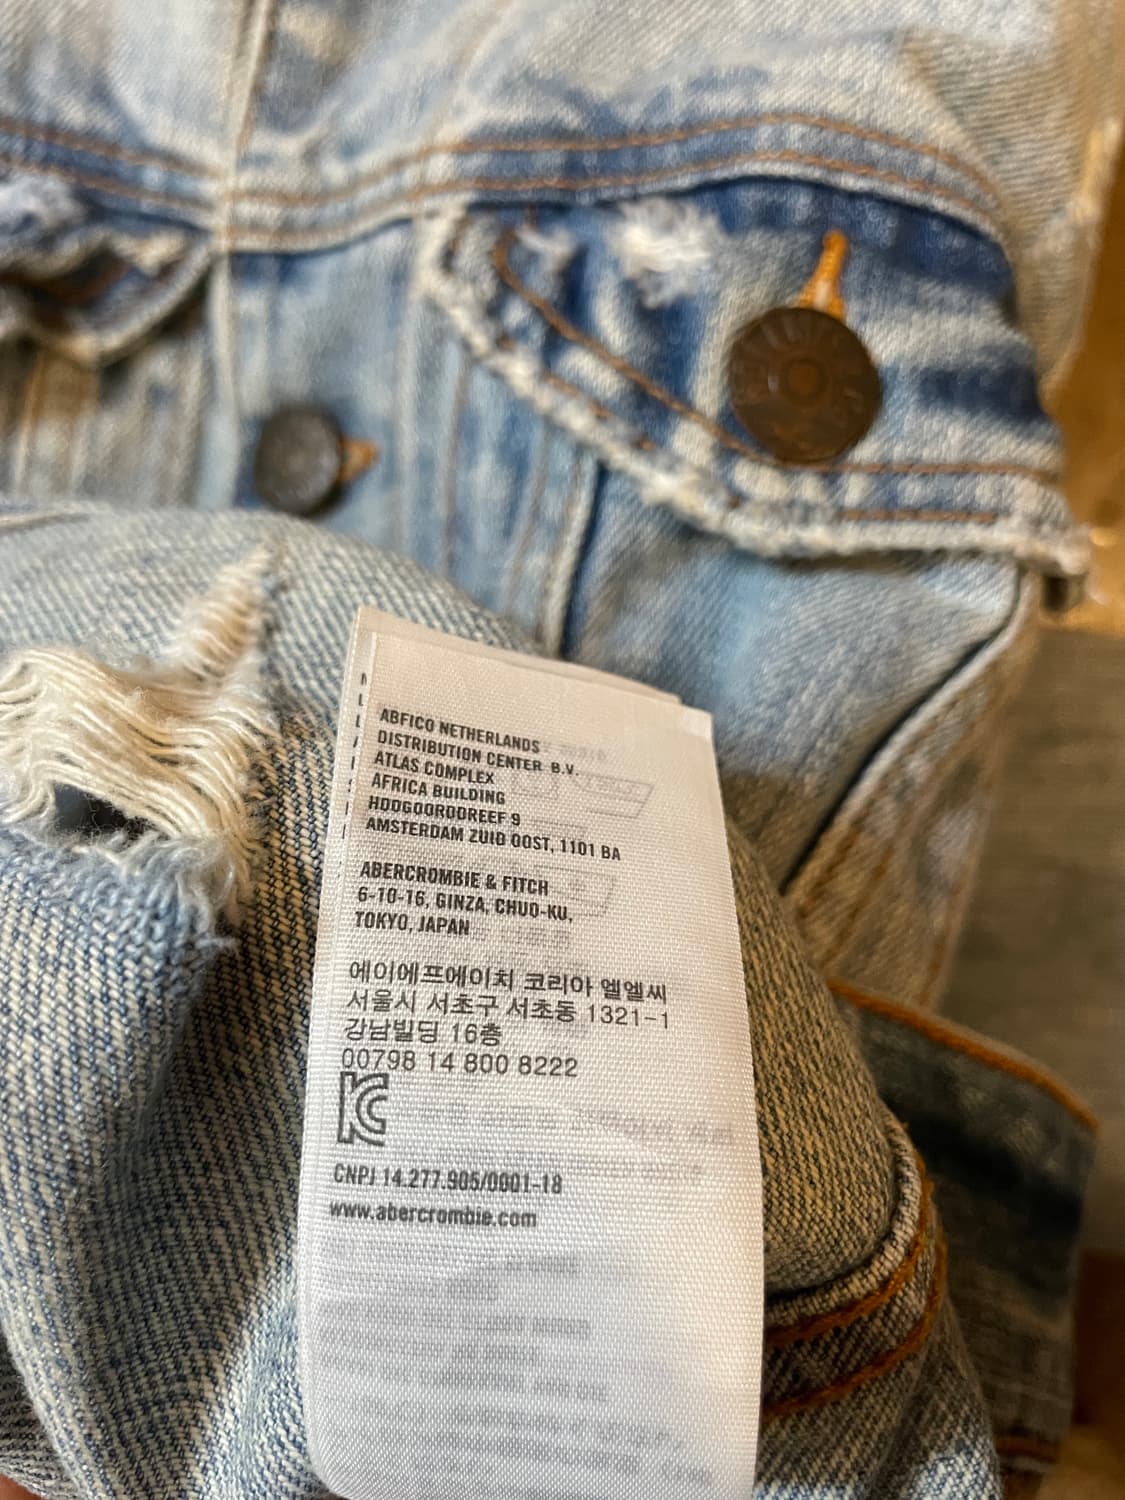 ABFICO NETHERLANDS
DISTRIBUTION CENTER B.V.
ATLAS COMPLEX
AFRICA BUILDING
HOOGOORDDREEF 9
AMSTERDAM ZUID OOST, 1101 BA
ABERCROMBIE & FITCH
6-10-16, GINZA, CHUO-KU,
TOKYO, JAPAN
에이에프에이치 코리아 엘엘씨
서울시 서초구 서초동 1321-1
강남빌딩 16층
00798 14 800 8222
KC
CNPJ 14.277.905/0001-18
www.abercrombie.com